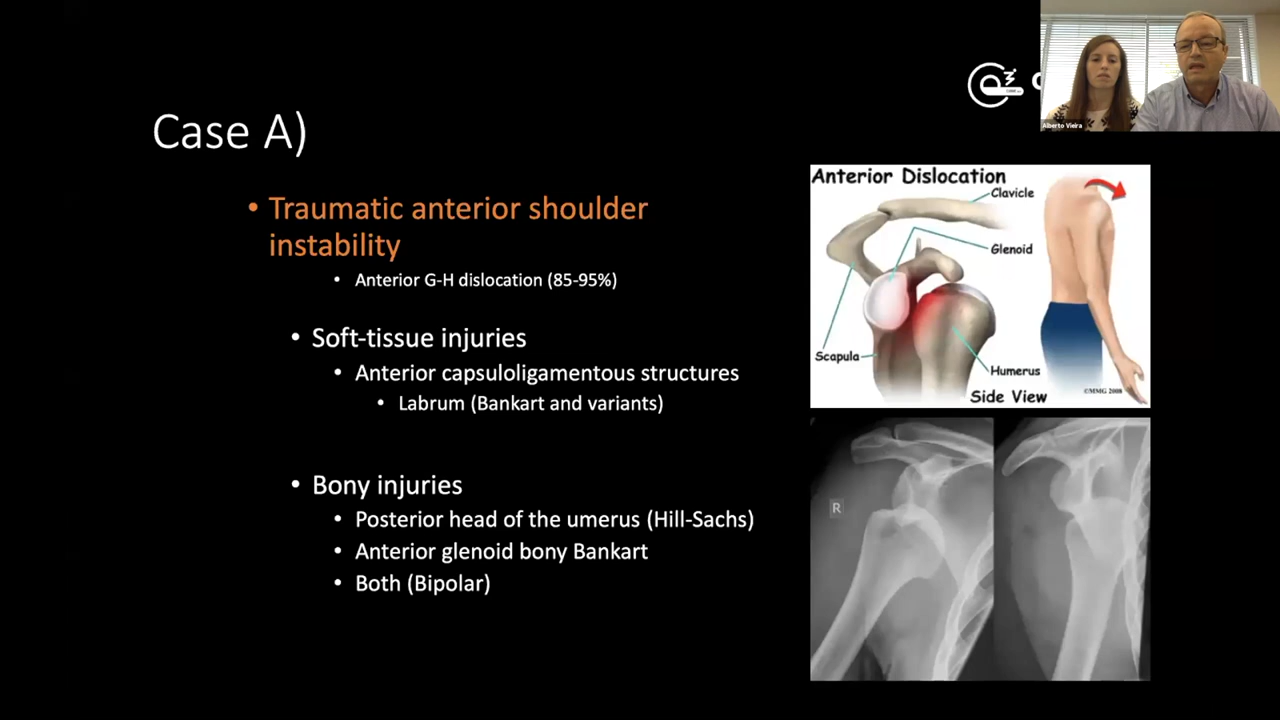 Case A)
• Traumatic anterior shoulder
instability
• Anterior G-H dislocation (85-95%)
• Soft-tissue injuries
• Anterior capsuloligamentous structures
• Labrum (Bankart and variants)
• Bony injuries
• Posterior head of the umerus (Hill-Sachs)
• Anterior glenoid bony Bankart
• Both (Bipolar)
Alberto Vieira
Anterior Dislocation
Clavicle
Glenoid
Scapula
Humerus
Side View
©MMG 2008
R